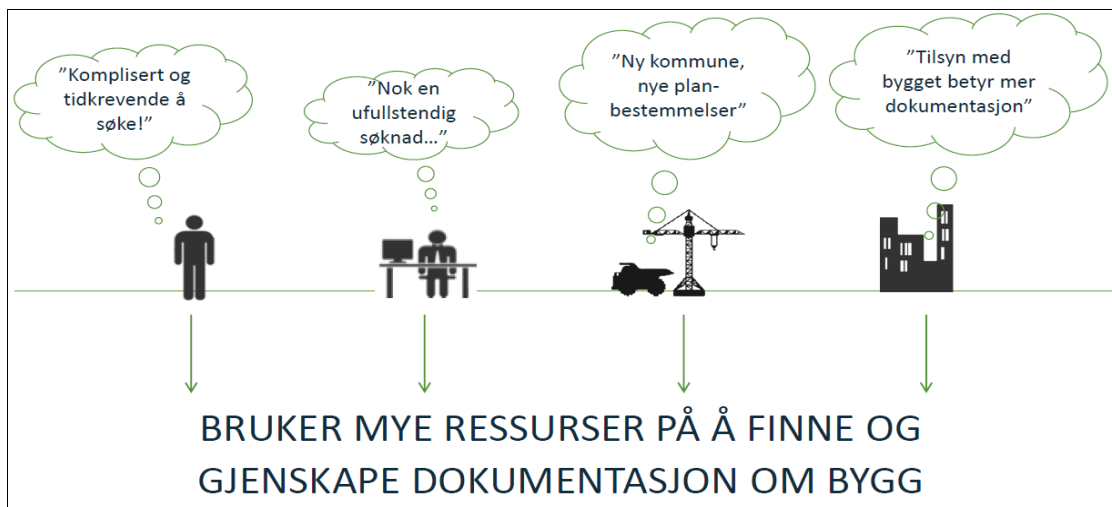 ”Komplisert og
tidkrevende å
søke!”
”Nok en
ufullstendig
søknad...”
”Ny kommune,
nye plan-
bestemmelser”
”Tilsyn med
bygget betyr mer
dokumentasjon”
BRUKER MYE RESSURSER PÅ Å FINNE OG
GJENSKAPE DOKUMENTASJON OM BYGG